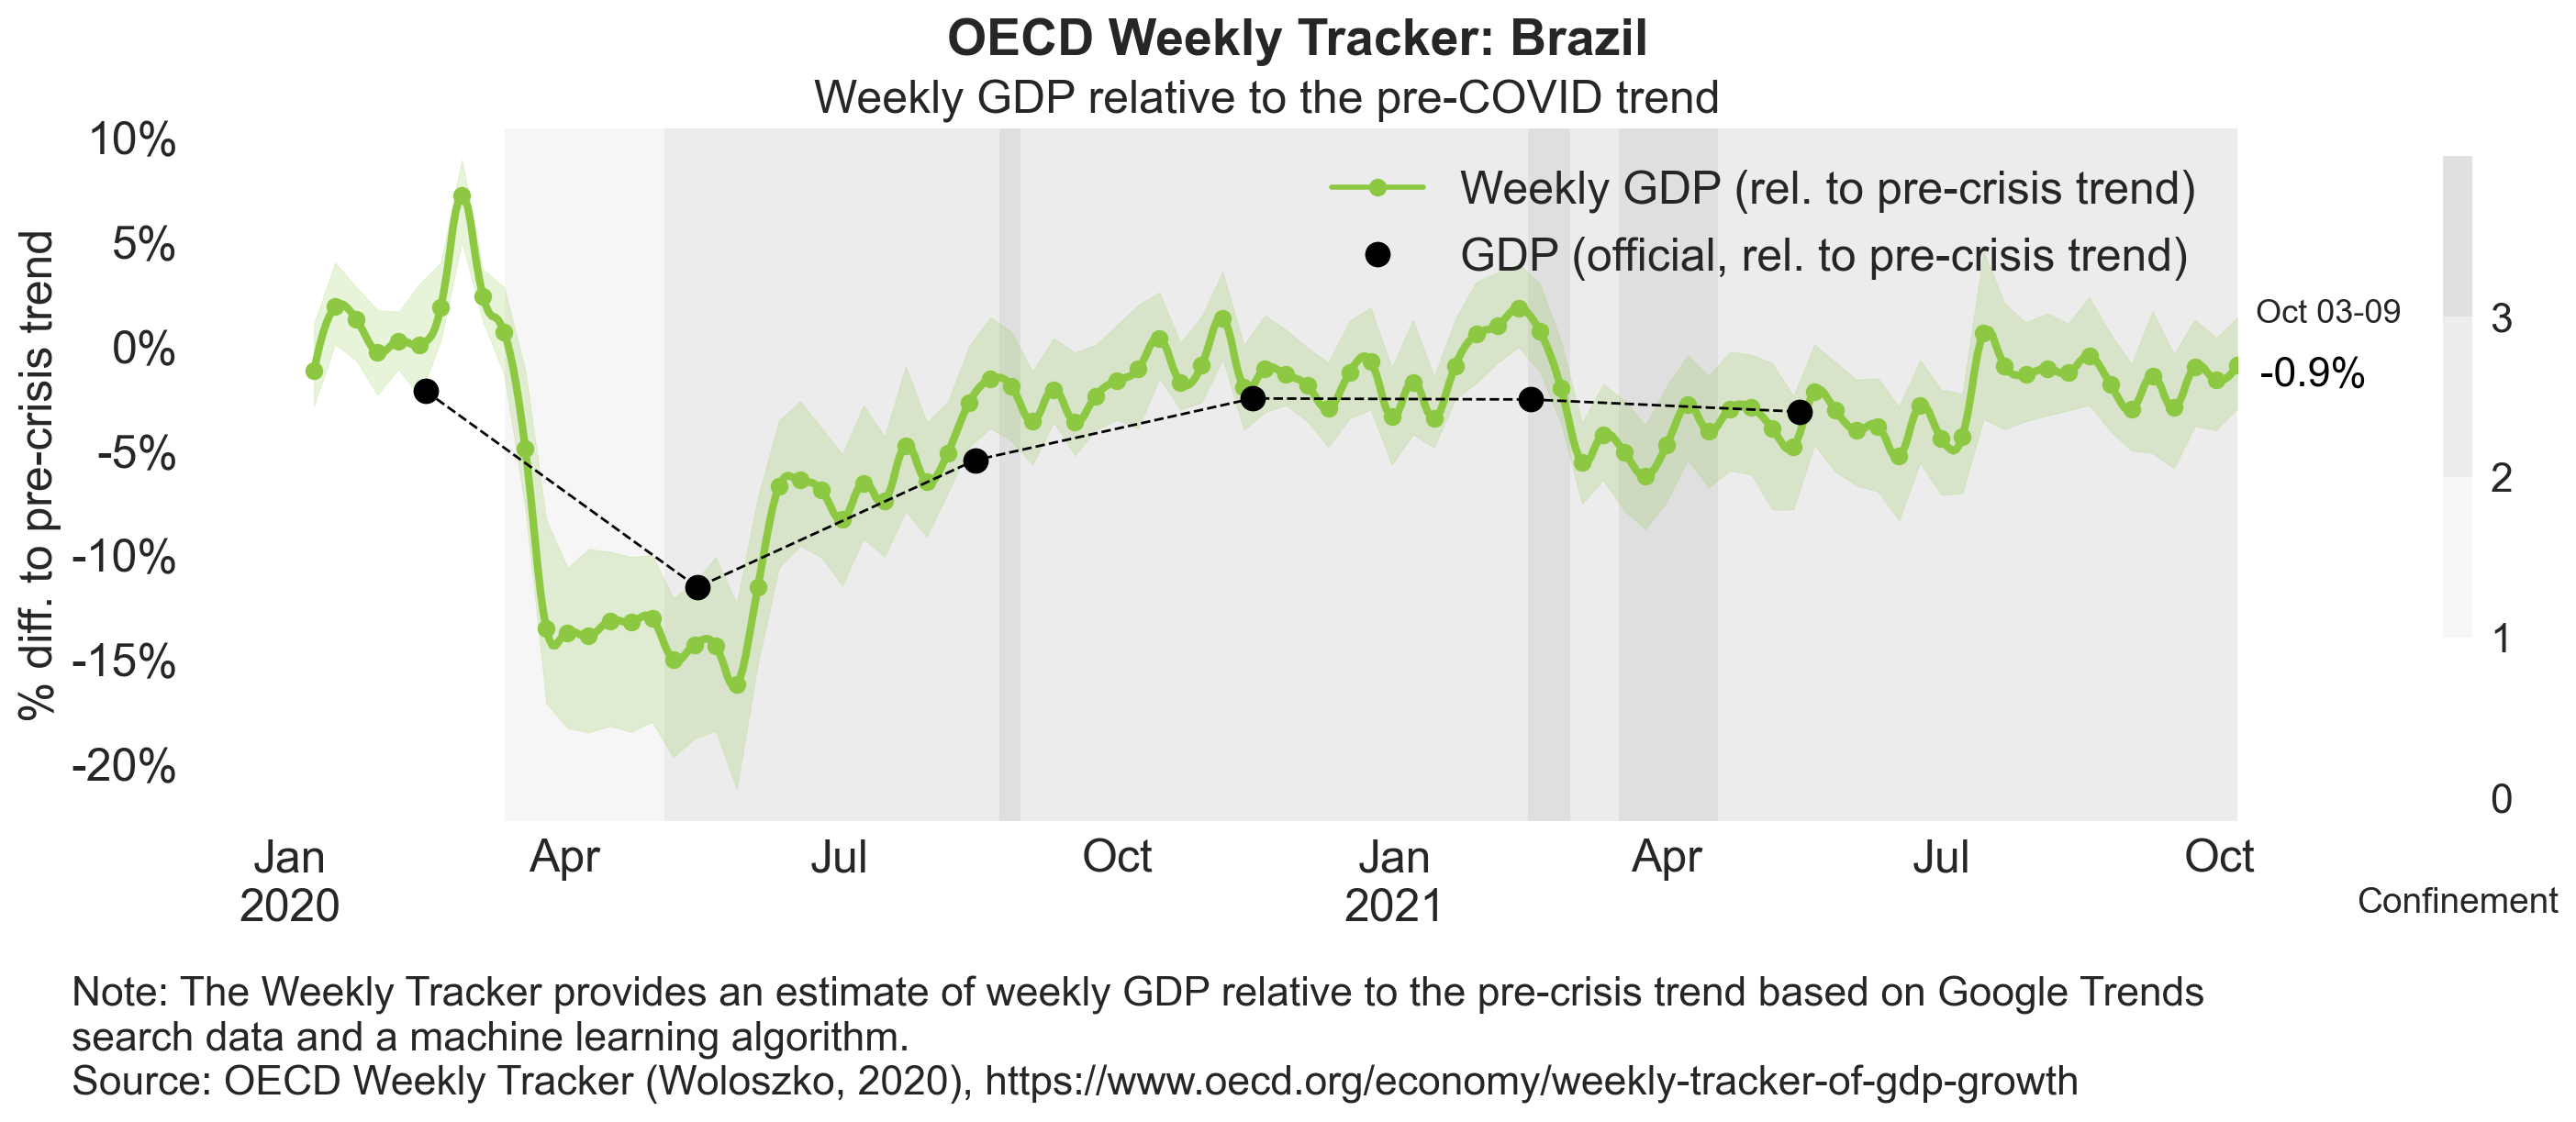 OECD Weekly Tracker: Brazil
Weekly GDP relative to the pre-COVID trend
% diff. to pre-crisis trend
10%
5%
0%
-5%
-10%
-15%
-20%
Weekly GDP (rel. to pre-crisis trend)
GDP (official, rel. to pre-crisis trend)
Oct 03-09
-0.9%
3
2
1
0
Confinement
Jan Apr Jul Oct Jan Apr Jul Oct
2020 2021
Note: The Weekly Tracker provides an estimate of weekly GDP relative to the pre-crisis trend based on Google Trends
search data and a machine learning algorithm.
Source: OECD Weekly Tracker (Woloszko, 2020), https://www.oecd.org/economy/weekly-tracker-of-gdp-growth